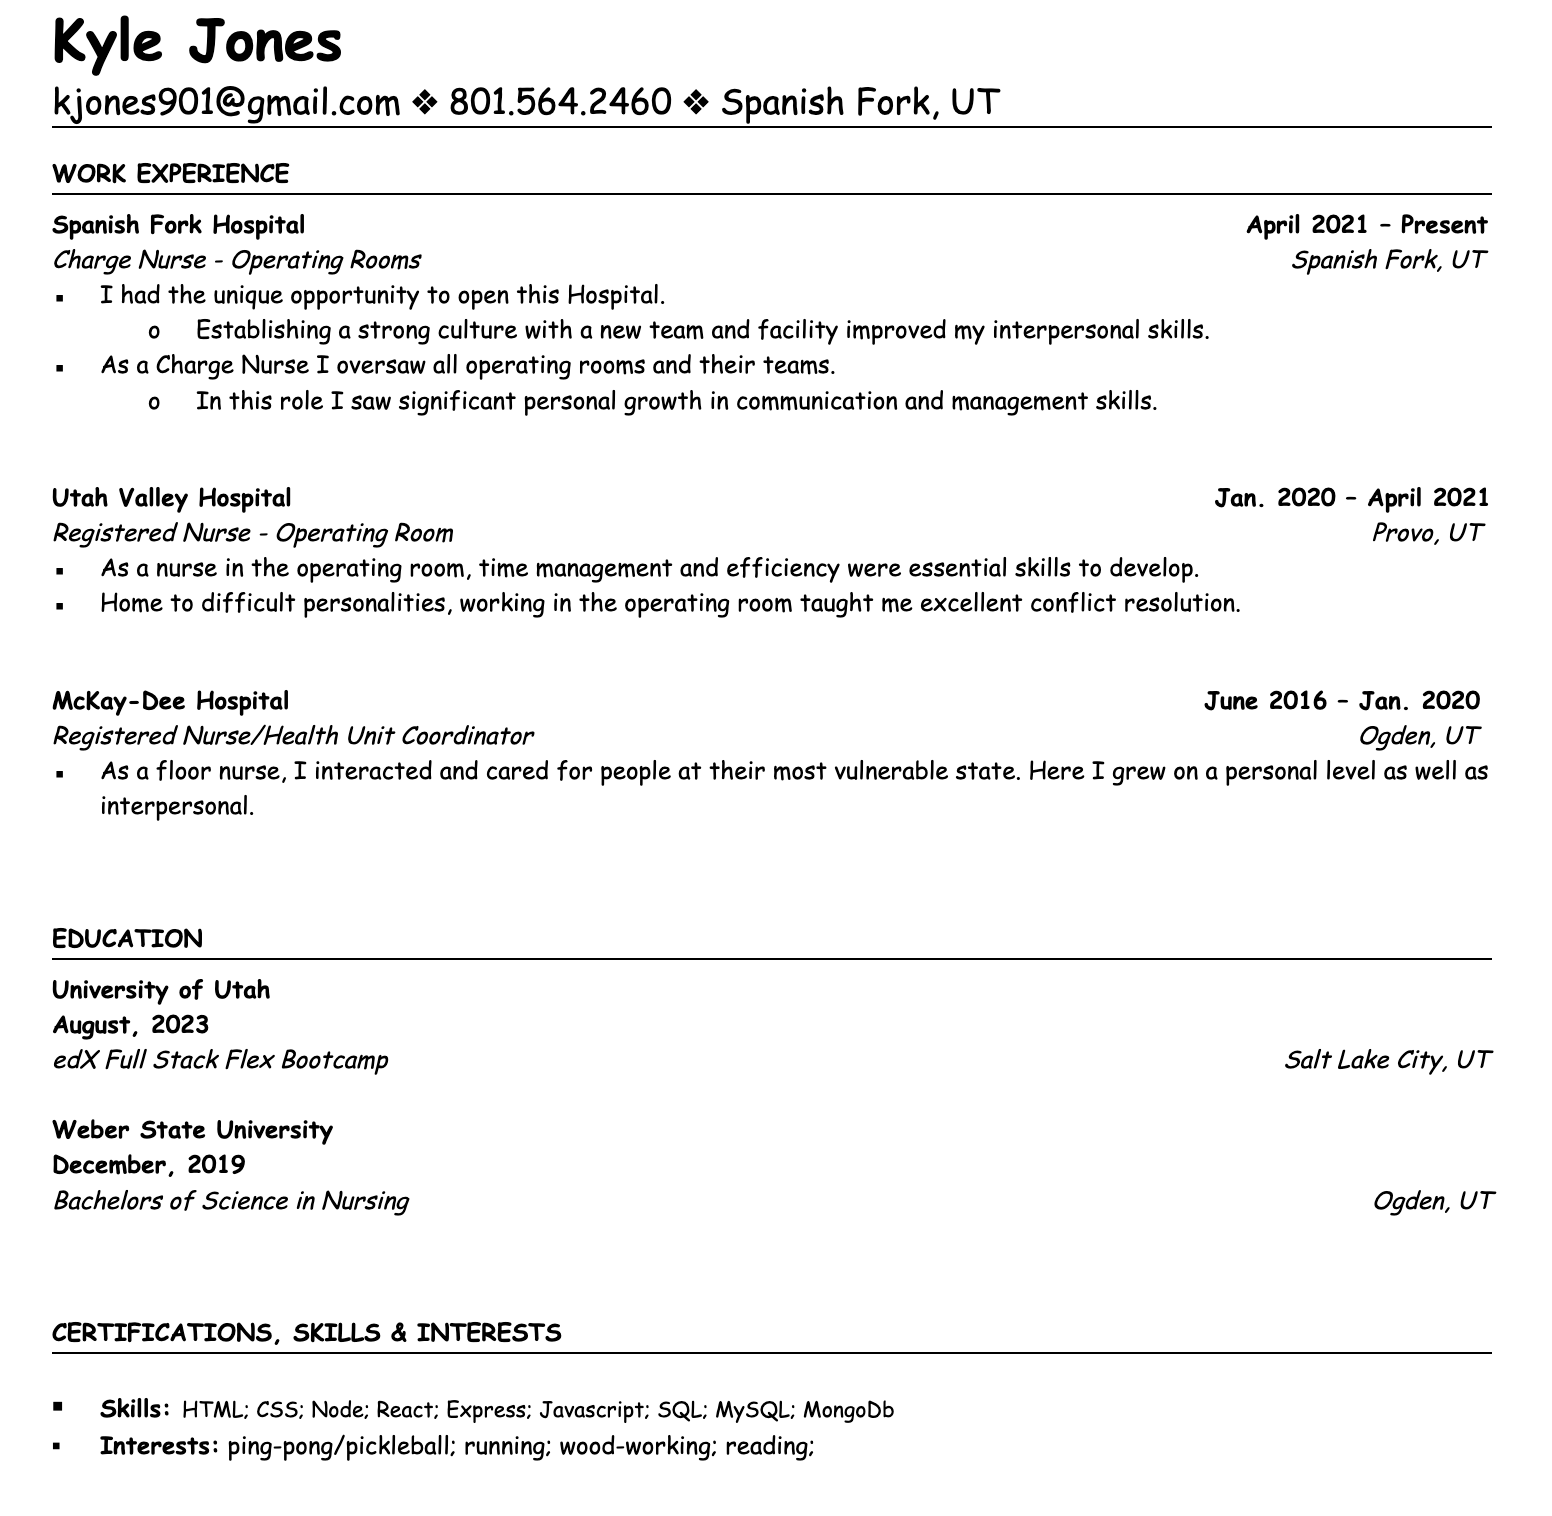 Kyle Jones
kjones901@gmail.com ❖ 801.564.2460 ❖ Spanish Fork, UT
WORK EXPERIENCE
Spanish Fork Hospital April 2021 – Present
Charge Nurse - Operating Rooms Spanish Fork, UT
▪ I had the unique opportunity to open this Hospital.
o Establishing a strong culture with a new team and facility improved my interpersonal skills.
▪ As a Charge Nurse I oversaw all operating rooms and their teams.
o In this role I saw significant personal growth in communication and management skills.
Utah Valley Hospital Jan. 2020 – April 2021
Registered Nurse - Operating Room Provo, UT
▪ As a nurse in the operating room, time management and efficiency were essential skills to develop.
▪ Home to difficult personalities, working in the operating room taught me excellent conflict resolution.
McKay-Dee Hospital June 2016 – Jan. 2020
Registered Nurse/Health Unit Coordinator Ogden, UT
▪ As a floor nurse, I interacted and cared for people at their most vulnerable state. Here I grew on a personal level as well as
interpersonal.
EDUCATION
University of Utah
August, 2023
edX Full Stack Flex Bootcamp Salt Lake City, UT
Weber State University
December, 2019
Bachelors of Science in Nursing Ogden, UT
CERTIFICATIONS, SKILLS & INTERESTS
▪ Skills: HTML; CSS; Node; React; Express; Javascript; SQL; MySQL; MongoDb
▪ Interests: ping-pong/pickleball; running; wood-working; reading;